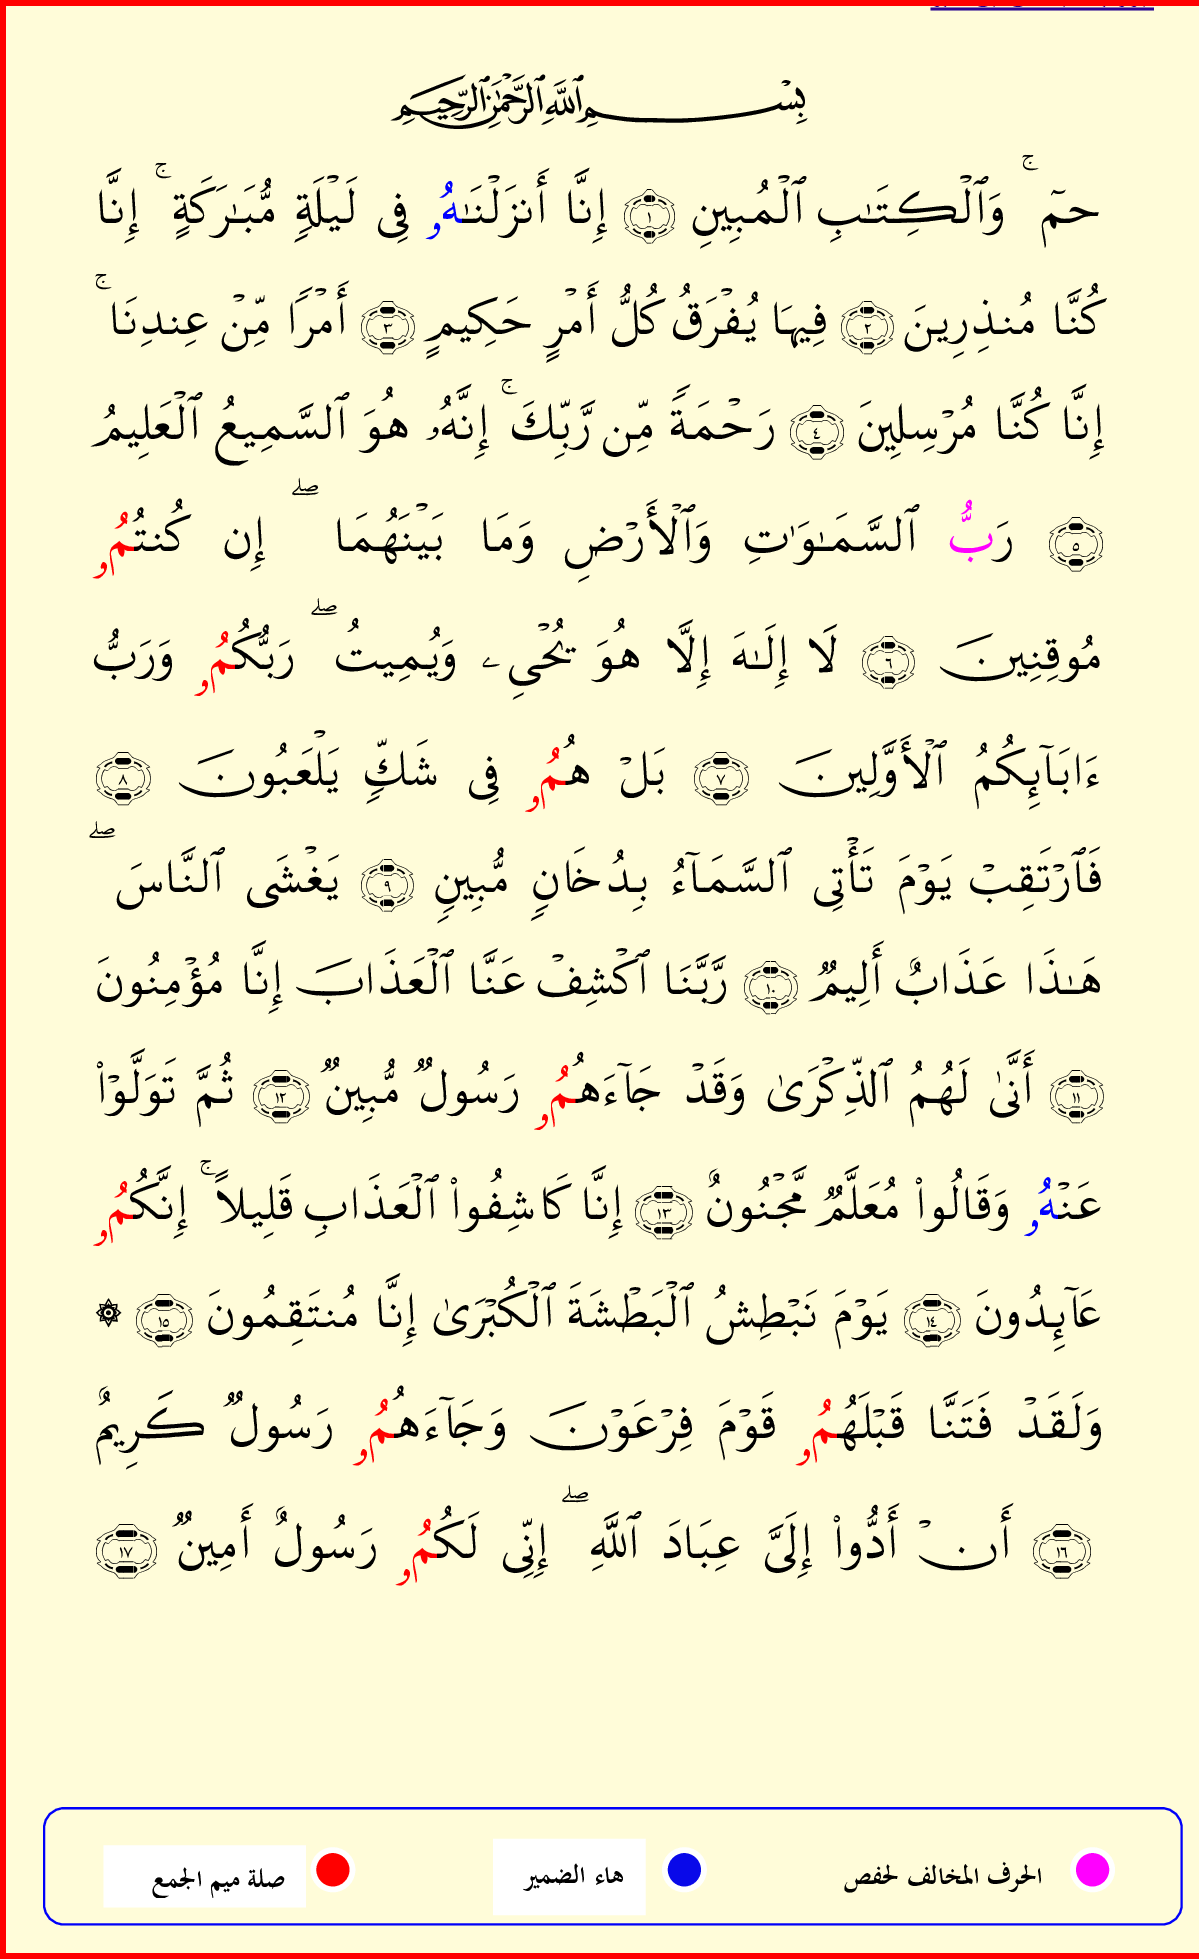 بِسْمِ ٱللَّهِ ٱلرَّحْمَٰنِ ٱلرَّحِيمِ
حمٓ ۚ وَٱلْكِتَٰبِ ٱلْمُبِينِ ١ إِنَّا أَنزَلْنَٰهُۥ فِى لَيْلَةٍ مُّبَٰرَكَةٍ ۚ إِنَّا
كُنَّا مُنذِرِينَ ٢ فِيهَا يُفْرَقُ كُلُّ أَمْرٍ حَكِيمٍ ٣ أَمْرًا مِّنْ عِندِنَا ۚ
إِنَّا كُنَّا مُرْسِلِينَ ٤ رَحْمَةً مِّن رَّبِّكَ ۚ إِنَّهُۥ هُوَ ٱلسَّمِيعُ ٱلْعَلِيمُ
٥ رَبُّ ٱلسَّمَٰوَٰتِ وَٱلْأَرْضِ وَمَا بَيْنَهُمَا ۖ إِن كُنتُمُۥ
مُوقِنِينَ ٦ لَا إِلَٰهَ إِلَّا هُوَ يُحْىِۦ وَيُمِيتُ ۖ رَبُّكُمُۥ وَرَبُّ
ءَابَآئِكُمُ ٱلْأَوَّلِينَ ٧ بَلْ هُمُۥ فِى شَكٍّ يَلْعَبُونَ ٨
فَٱرْتَقِبْ يَوْمَ تَأْتِى ٱلسَّمَآءُ بِدُخَانٍ مُّبِينٍ ٩ يَغْشَى ٱلنَّاسَ ۖ
هَٰذَا عَذَابٌ أَلِيمٌ ١٠ رَّبَّنَا ٱكْشِفْ عَنَّا ٱلْعَذَابَ إِنَّا مُؤْمِنُونَ
١١ أَنَّىٰ لَهُمُ ٱلذِّكْرَىٰ وَقَدْ جَآءَهُمُۥ رَسُولٌ مُّبِينٌ ١٢ ثُمَّ تَوَلَّوْا۟
عَنْهُۥ وَقَالُوا۟ مُعَلَّمٌ مَّجْنُونٌ ١٣ إِنَّا كَاشِفُوا۟ ٱلْعَذَابِ قَلِيلًا ۚ إِنَّكُمُۥ
عَآئِدُونَ ١٤ يَوْمَ نَبْطِشُ ٱلْبَطْشَةَ ٱلْكُبْرَىٰ إِنَّا مُنتَقِمُونَ ١٥ ۞
وَلَقَدْ فَتَنَّا قَبْلَهُمُۥ قَوْمَ فِرْعَوْنَ وَجَآءَهُمُۥ رَسُولٌ كَرِيمٌ
١٦ أَنْ أَدُّوا۟ إِلَىَّ عِبَادَ ٱللَّهِ ۖ إِنِّى لَكُمُۥ رَسُولٌ أَمِينٌ ١٧
الحرف المخالف لحفص هاء الضمير صلة ميم الجمع